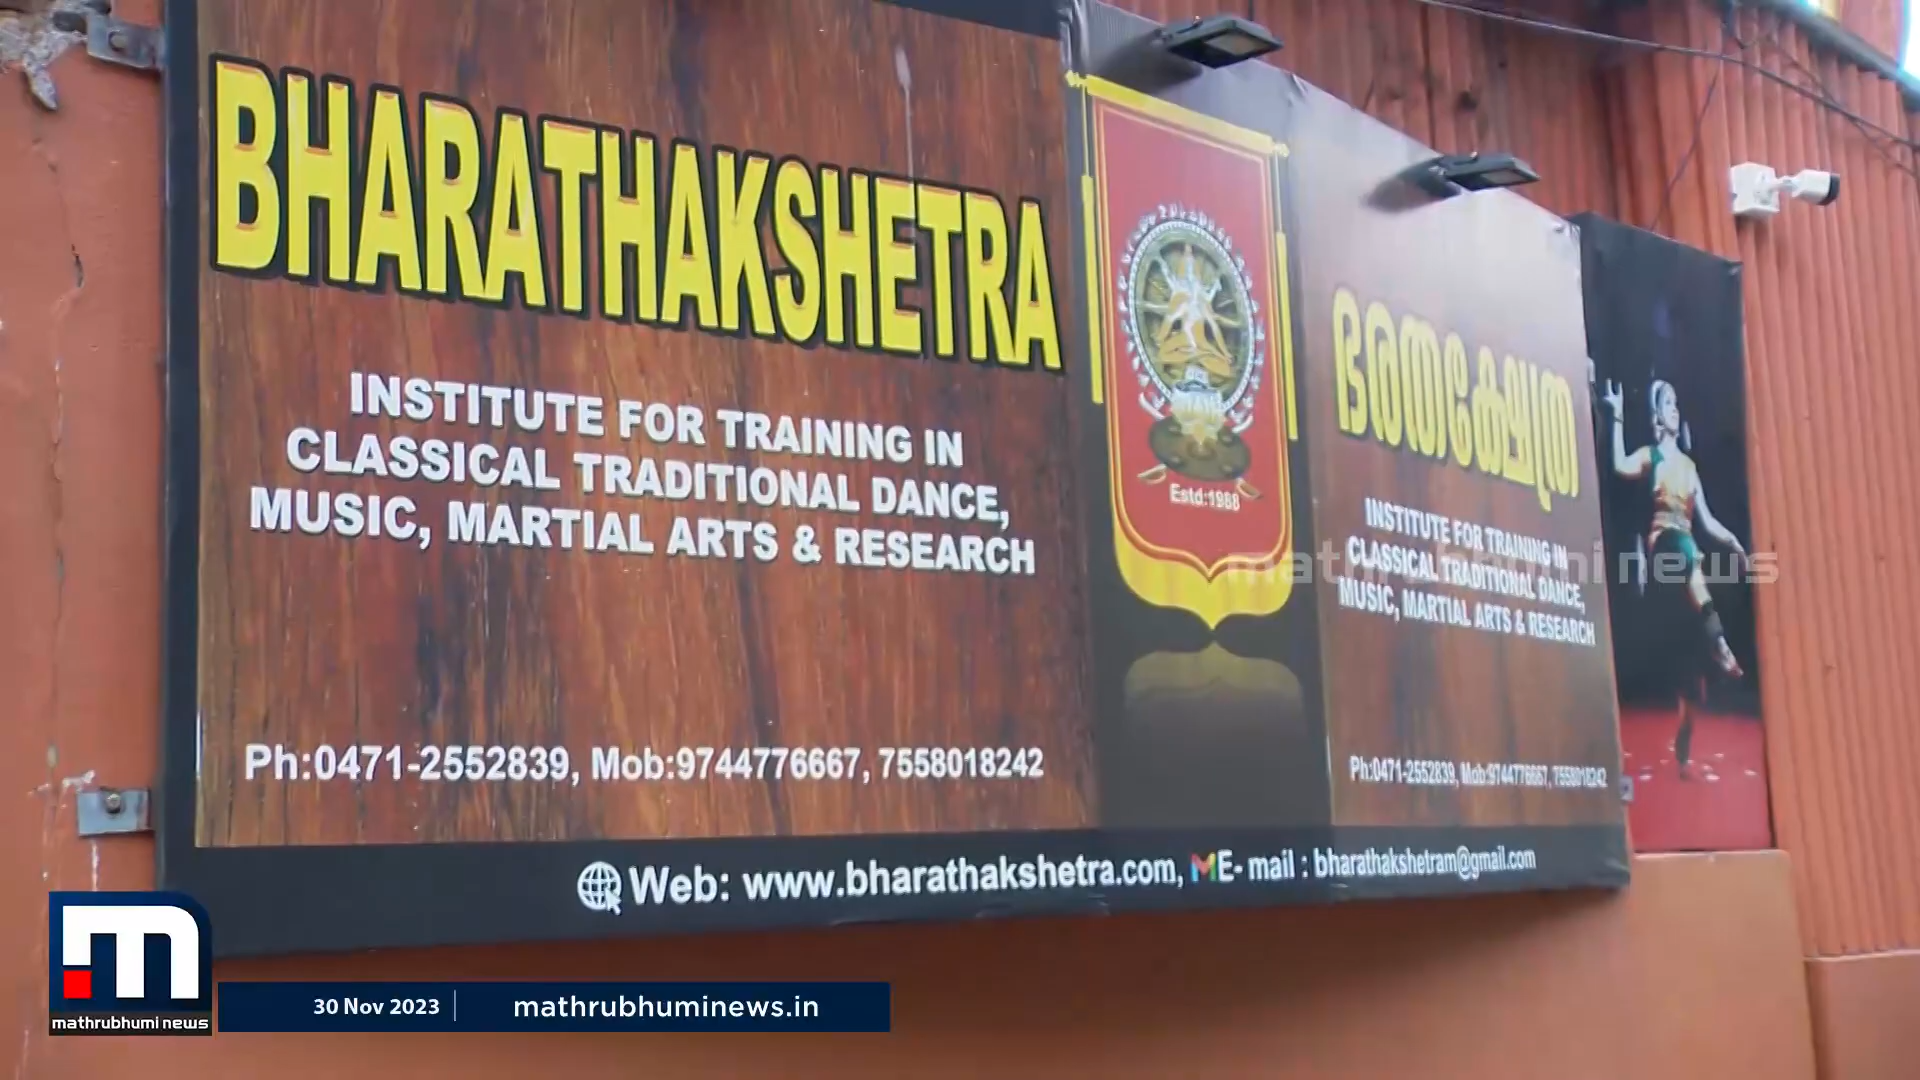 BHARATHAKSHETRA
INSTITUTE FOR TRAINING IN
CLASSICAL TRADITIONAL DANCE,
MUSIC, MARTIAL ARTS & RESEARCH
Ph:0471-2552839, Mob:9744776667, 7558018242
Estd:1988
ഭരതക്ഷേത്ര
INSTITUTE FOR TRAINING IN
CLASSICAL TRADITIONAL DANCE,
MUSIC, MARTIAL ARTS & RESEARCH
Ph:0471-2552839, Mob:9744776667, 7558018242
Web: www.bharathakshetra.com, E- mail : bharathakshetram@gmail.com
mathrubhumi news
mathrubhumi news
30 Nov 2023
mathrubhuminews.in